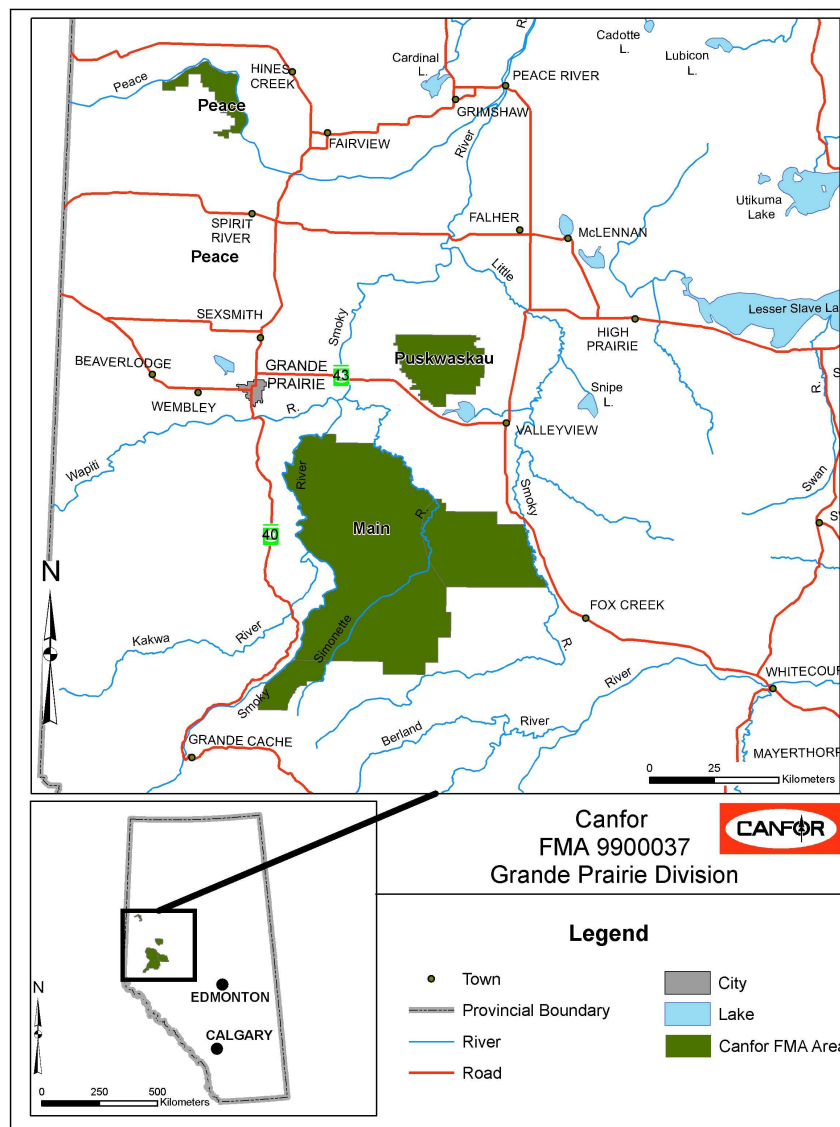 Cadotte
L.
Lubicon
L.
Cardinal
L.
R.
HINES
CREEK
PEACE RIVER
Peace
Peace
GRIMSHAW
FAIRVIEW
River
Utikuma
Lake
SPIRIT
RIVER
FALHER
McLENNAN
Peace
Little
Lesser Slave La
SEXSMITH
Smoky
HIGH
PRAIRIE
BEAVERLODGE
GRANDE
PRAIRIE
43
Puskwaskau
S
WEMBLEY
R.
Snipe
L.
R.
VALLEYVIEW
Wapiti
River
Smoky
Swan
R.
Main
40
S
N
FOX CREEK
Kakwa
River
Simonette
R.
River
WHITECOUR
Smoky
Berland
River
GRANDE CACHE
MAYERTHORP
0 25
Kilometers
Canfor
FMA 9900037
Grande Prairie Division
CANFOR
Legend
Town
Provincial Boundary
River
Road
City
Lake
Canfor FMA Area
N
EDMONTON
CALGARY
0 250 500
Kilometers